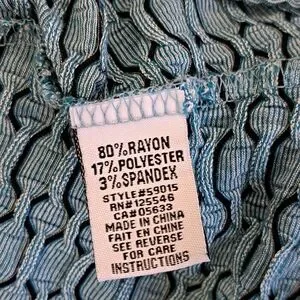 80%RAYON
17%POLYESTER
3%SPANDEX
STYLE#59015
RN#125546
CA#05633
MADE IN CHINA
FAIT EN CHINE
SEE REVERSE
FOR CARE
INSTRUCTIONS